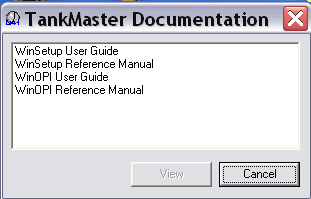 TankMaster Documentation
WinSetup User Guide
WinSetup Reference Manual
WinOPI User Guide
WinOPI Reference Manual
View
Cancel